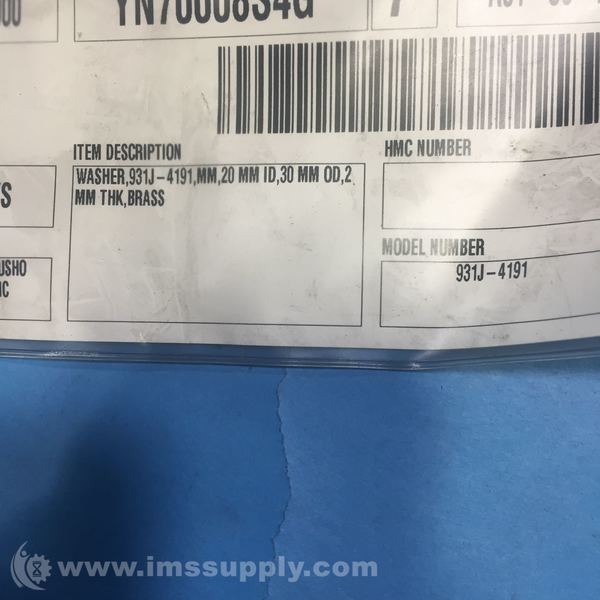 YN70008S4G
ITEM DESCRIPTION
WASHER,931J-4191,MM,20 MM ID,30 MM OD,2
MM THK,BRASS
HMC NUMBER
MODEL NUMBER
931J-4191
www.imssupply.com